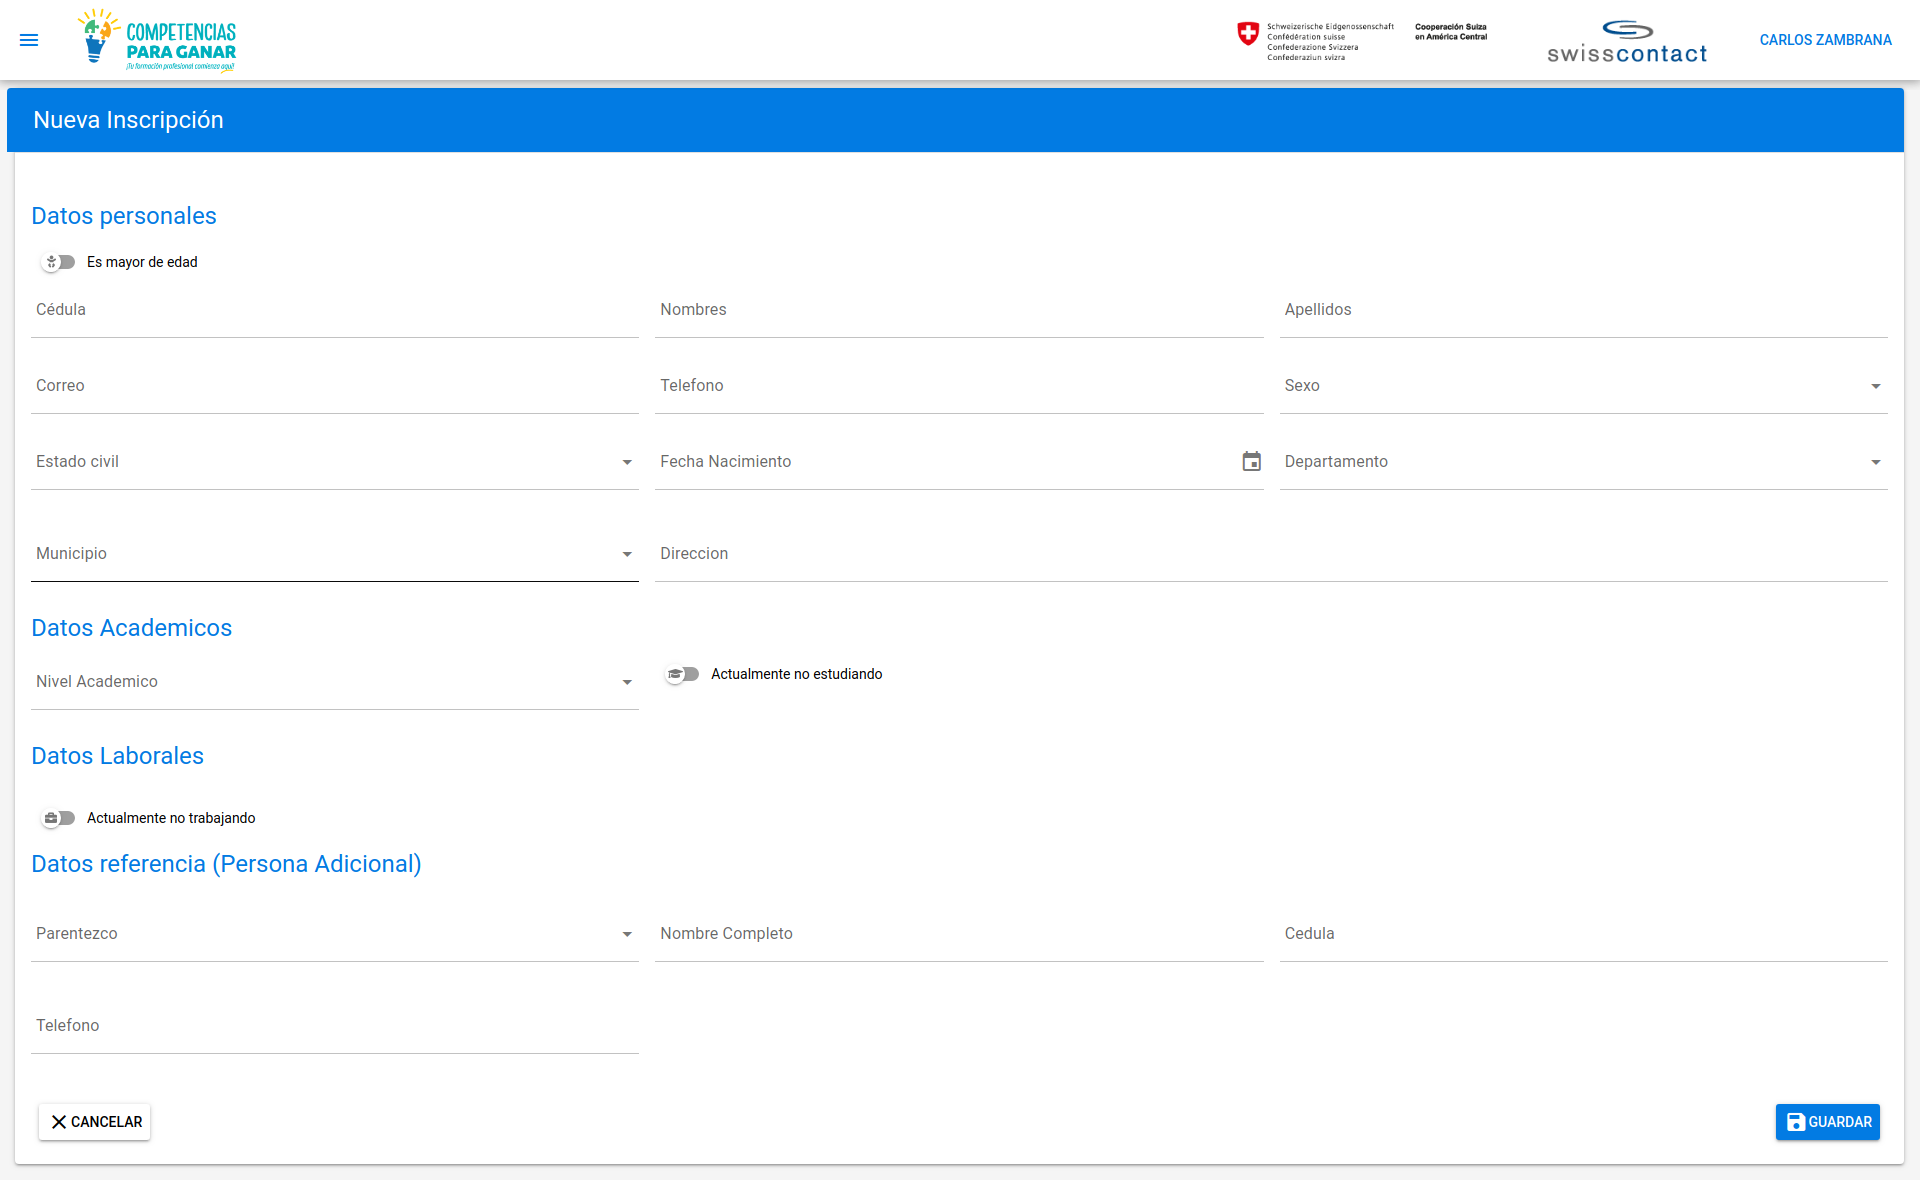 COMPETENCIAS
PARA GANAR
¡Tu formación profesional comienza aquí!
Schweizerische Eidgenossenschaft
Confédération suisse
Confederazione Svizzera
Confederaziun svizra
Cooperación Suiza
en América Central
swisscontact
CARLOS ZAMBRANA
Nueva Inscripción
Datos personales
Es mayor de edad
Cédula
Nombres
Apellidos
Correo
Telefono
Sexo
Estado civil
Fecha Nacimiento
Departamento
Municipio
Direccion
Datos Academicos
Nivel Academico
Actualmente no estudiando
Datos Laborales
Actualmente no trabajando
Datos referencia (Persona Adicional)
Parentezco
Nombre Completo
Cedula
Telefono
CANCELAR
GUARDAR